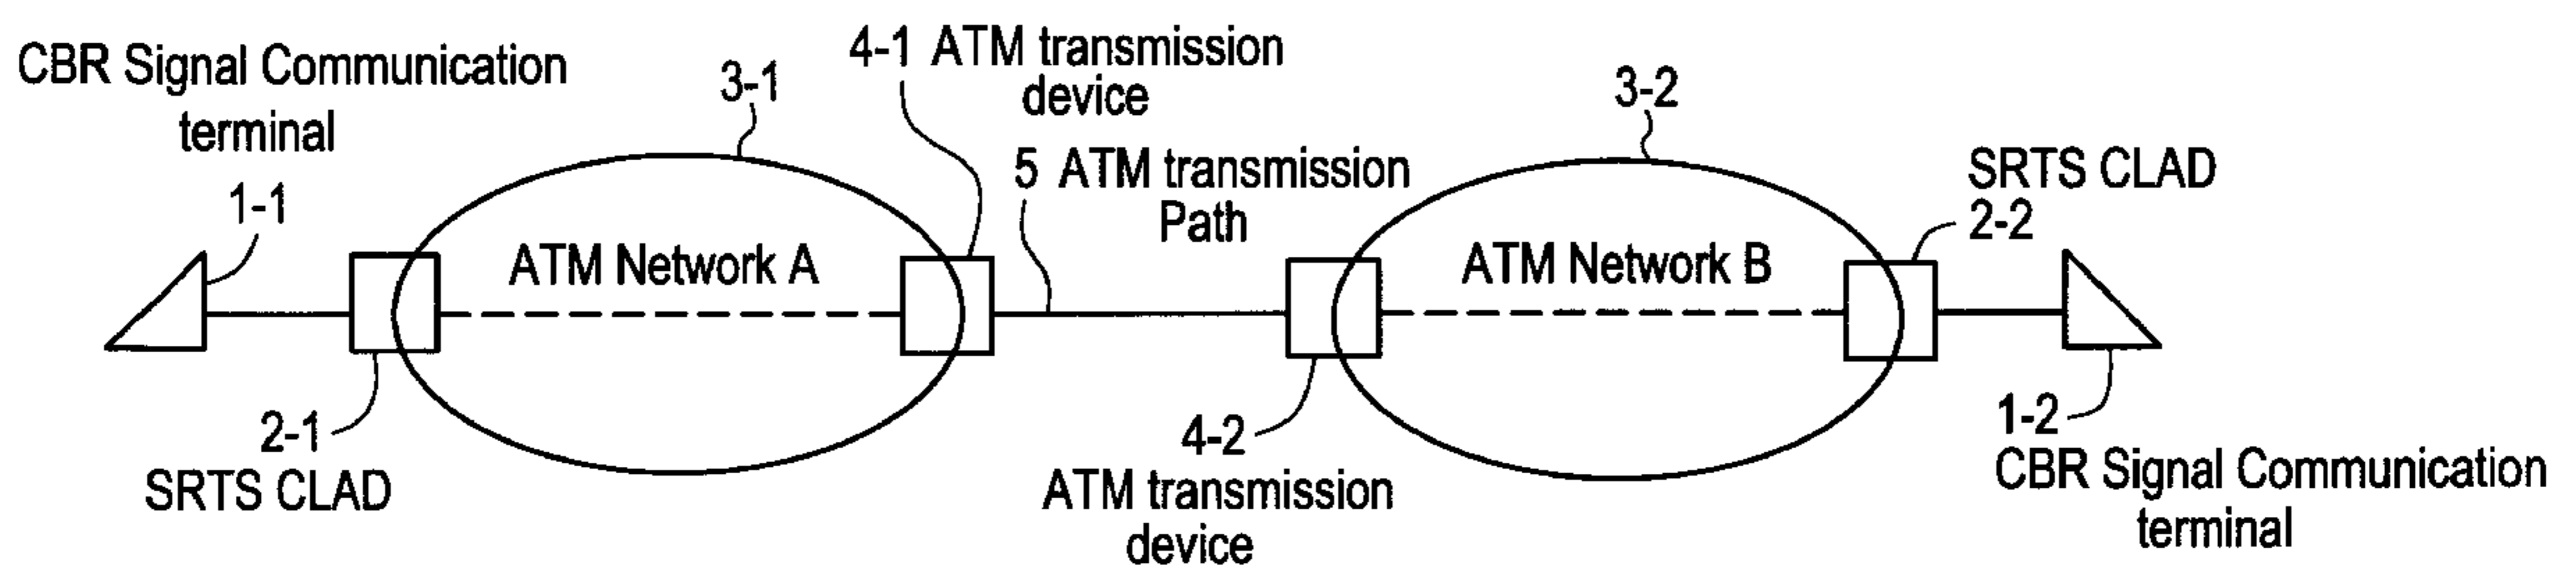 CBR Signal Communication
terminal
1-1
2-1
SRTS CLAD
3-1
ATM Network A
4-1 ATM transmission
device
5 ATM transmission
Path
4-2
ATM transmission
device
3-2
ATM Network B
SRTS CLAD
2-2
1-2
CBR Signal Communication
terminal